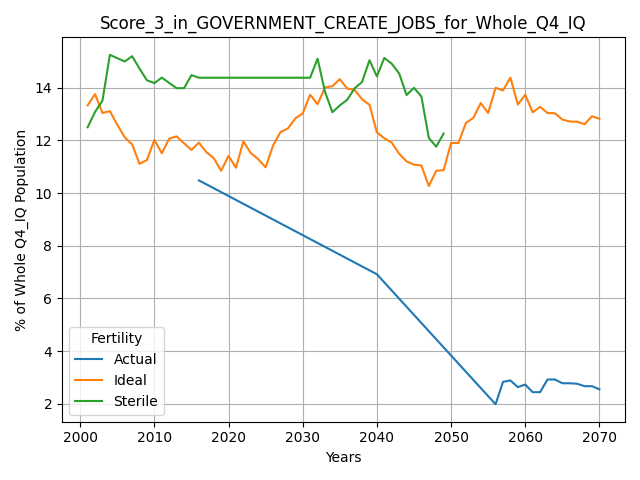 Score_3_in_GOVERNMENT_CREATE_JOBS_for_Whole_Q4_IQ
% of Whole Q4_IQ Population
14
12
10
8
6
4
2
Fertility
Actual
Ideal
Sterile
2000 2010 2020 2030 2040 2050 2060 2070
Years